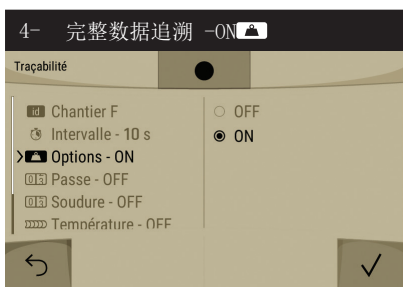 4- 完整数据追溯 -ON
Traçabilité
id Chantier F
Intervalle - 10 s
Options - ON
Passe - OFF
Soudure - OFF
Température - OFF
OFF
ON